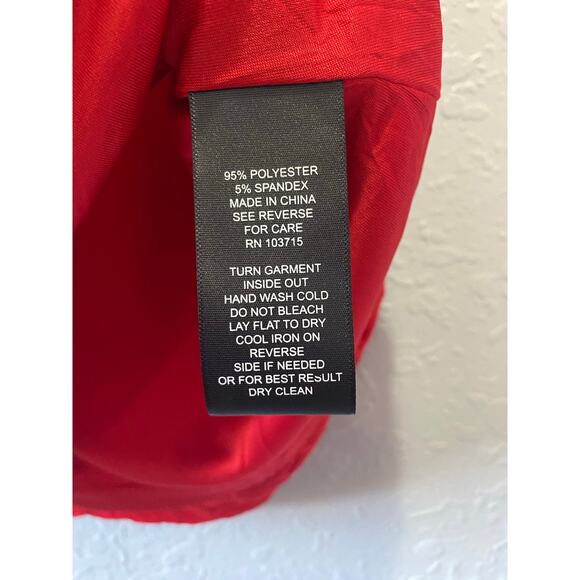 95% POLYESTER
5% SPANDEX
MADE IN CHINA
SEE REVERSE
FOR CARE
RN 103715
TURN GARMENT
INSIDE OUT
HAND WASH COLD
DO NOT BLEACH
LAY FLAT TO DRY
COOL IRON ON
REVERSE
SIDE IF NEEDED
OR FOR BEST RESULT
DRY CLEAN